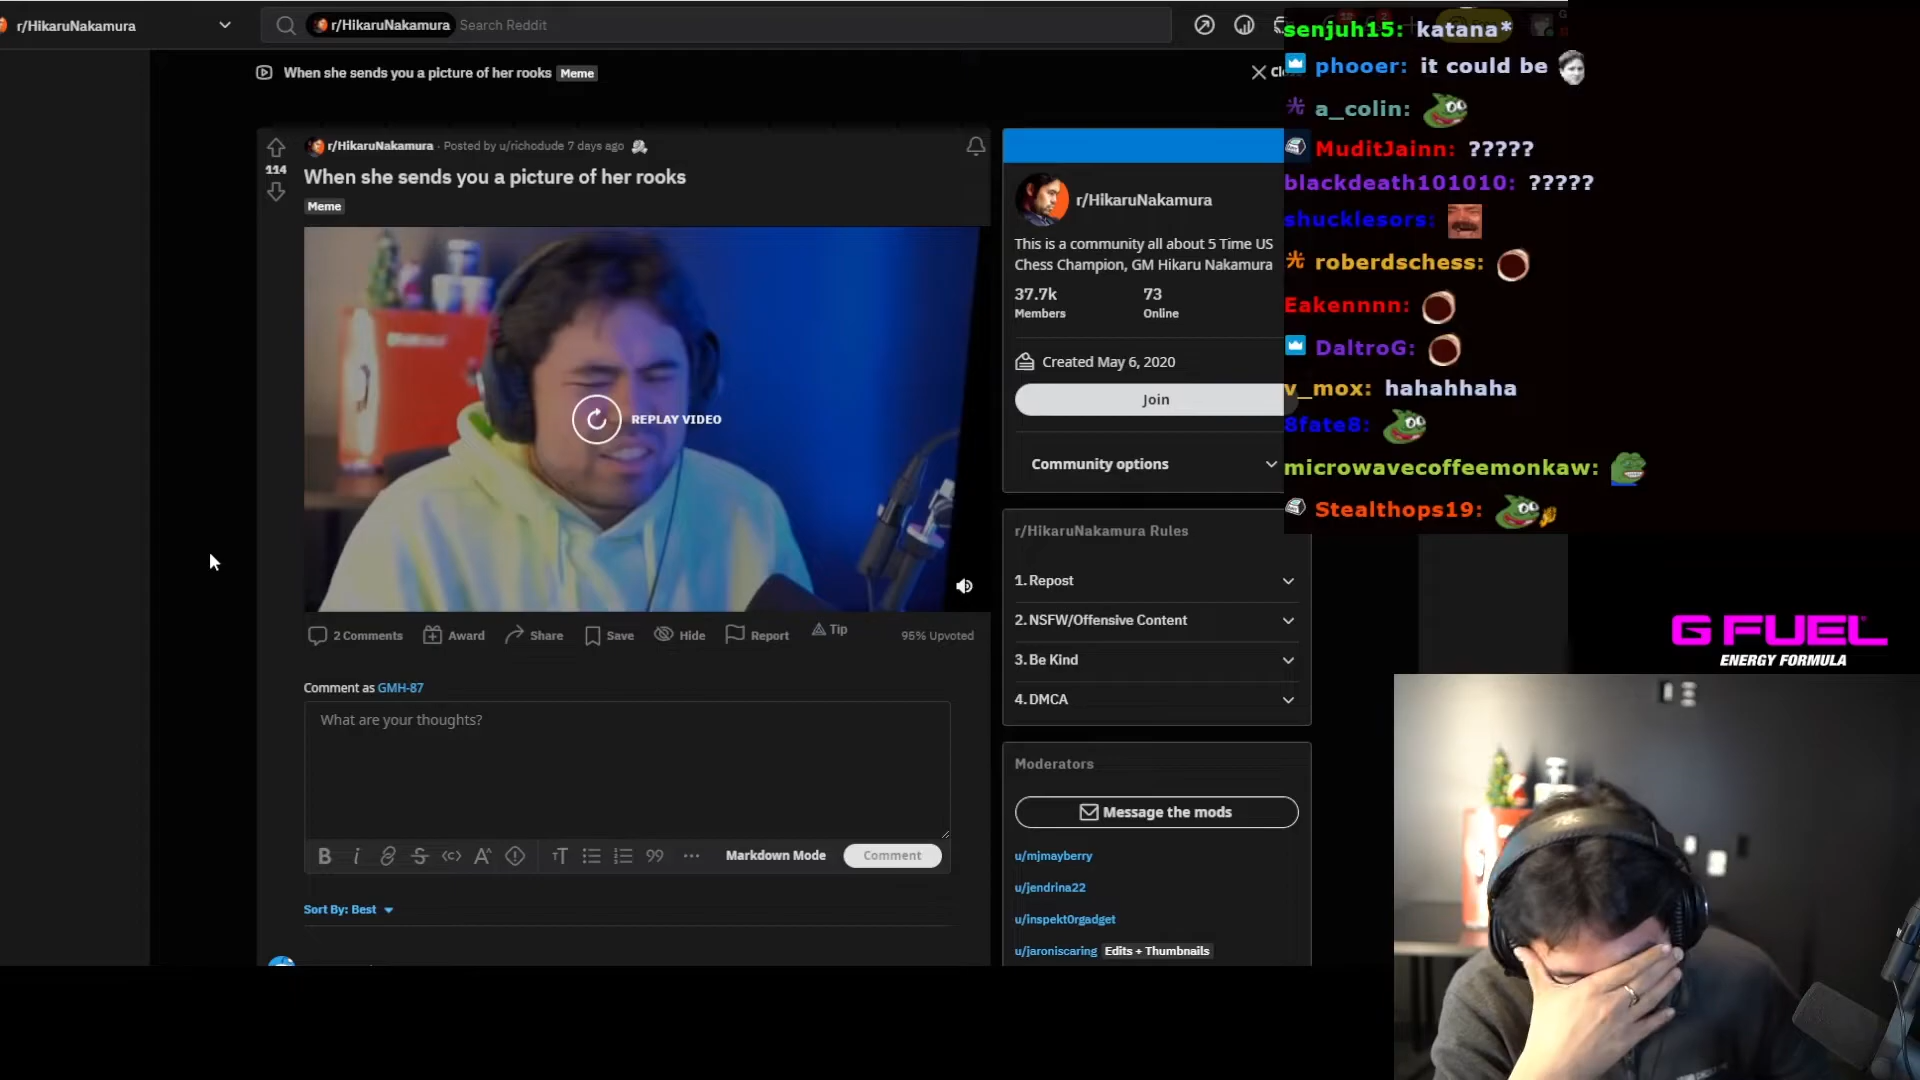 r/HikaruNakamura
r/HikaruNakamura Search Reddit
When she sends you a picture of her rooks Meme
r/HikaruNakamura · Posted by u/richodude 7 days ago
114
When she sends you a picture of her rooks
Meme
REPLAY VIDEO
2 Comments Award Share Save Hide Report Tip 95% Upvoted
Comment as GMH-87
What are your thoughts?
Markdown Mode Comment
Sort By: Best
r/HikaruNakamura
This is a community all about 5 Time US
Chess Champion, GM Hikaru Nakamura
37.7k 73
Members Online
Created May 6, 2020
Join
Community options
r/HikaruNakamura Rules
1. Repost
2. NSFW/Offensive Content
3. Be Kind
4. DMCA
Moderators
Message the mods
u/mjmayberry
u/jendrina22
u/inspekt0rgadget
u/jaroniscaring Edits + Thumbnails
senjuh15: katana*
phooer: it could be
a_colin:
MuditJainn: ?????
blackdeath101010: ?????
shucklesors:
roberdschess:
Eakennnn:
DaltroG:
v_mox: hahahhaha
8fate8:
microwavecoffeemonkaw:
Stealthops19:
G FUEL
ENERGY FORMULA